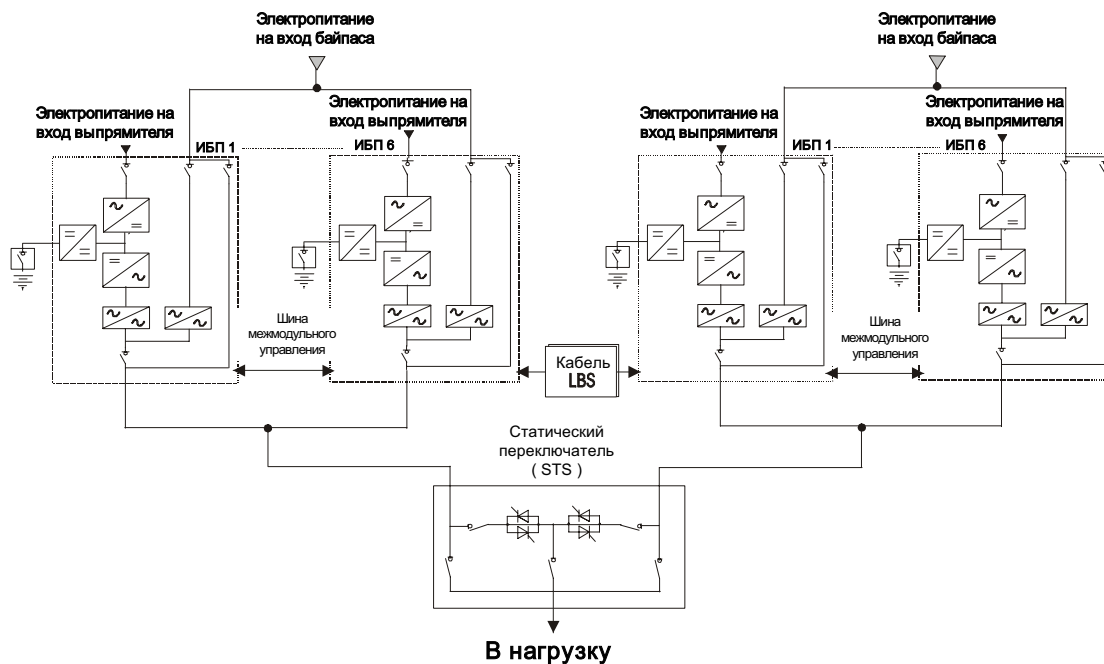 Электропитание
на вход байпаса
Электропитание
на вход байпаса
Электропитание на
вход выпрямителя
Электропитание на
вход выпрямителя
Электропитание на
вход выпрямителя
Электропитание на
вход выпрямителя
ИБП 1
ИБП 6
ИБП 1
ИБП 6
Шина
межмодульного
управления
Кабель
LBS
Шина
межмодульного
управления
Статический
переключатель
( STS )
В нагрузку